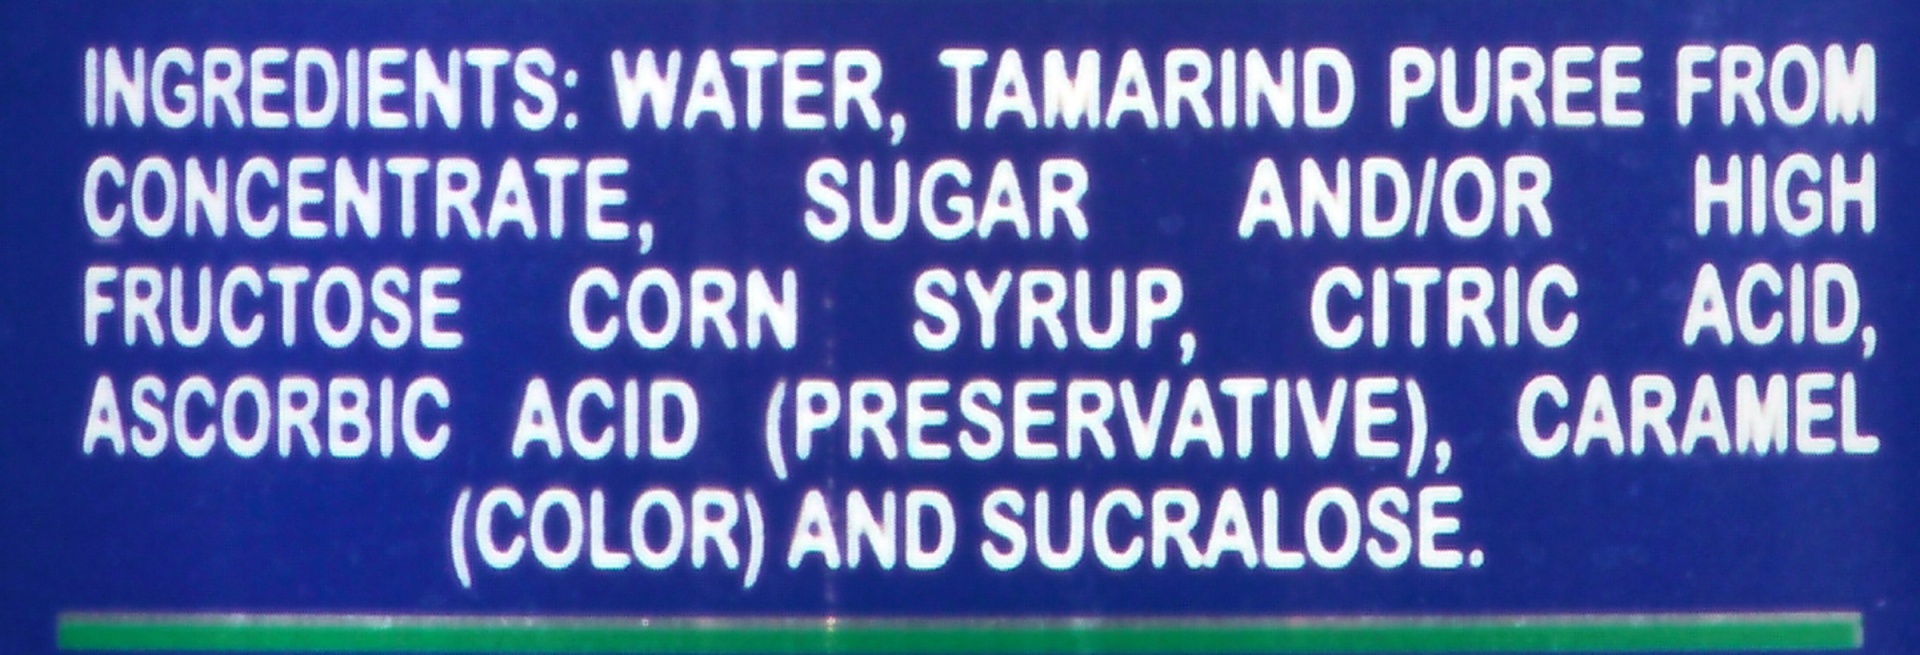 INGREDIENTS: WATER, TAMARIND PUREE FROM
CONCENTRATE, SUGAR AND/OR HIGH
FRUCTOSE CORN SYRUP, CITRIC ACID,
ASCORBIC ACID (PRESERVATIVE), CARAMEL
(COLOR) AND SUCRALOSE.